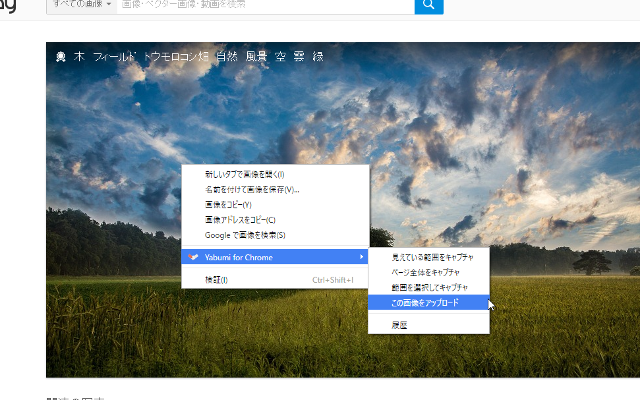 ay すべての画像 画像・ベクター画像・動画を検索
木 フィールド トウモロコシ畑 自然 風景 空 雲 緑
新しいタブで画像を開く(I)
名前を付けて画像を保存(V)...
画像をコピー(Y)
画像アドレスをコピー(C)
Google で画像を検索(S)
Yabumi for Chrome
検証(I) Ctrl+Shift+I
見えている範囲をキャプチャ
ページ全体をキャプチャ
範囲を選択してキャプチャ
この画像をアップロード
履歴